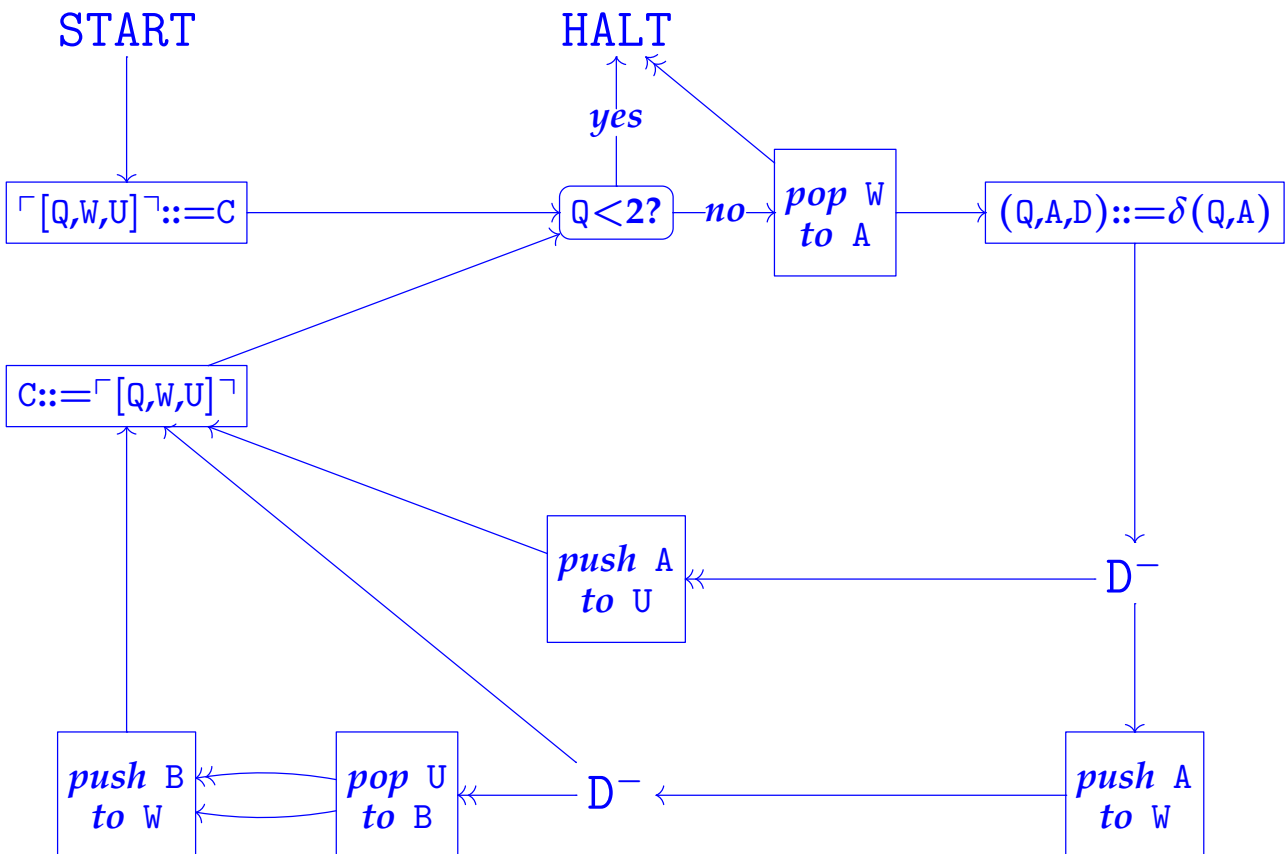 START
HALT
yes
⌜[Q,W,U]⌝::=C
Q<2?
no
pop W
to A
(Q,A,D)::=δ(Q,A)
C::=⌜[Q,W,U]⌝
push A
to U
D⁻
push B
to W
pop U
to B
D⁻
push A
to W